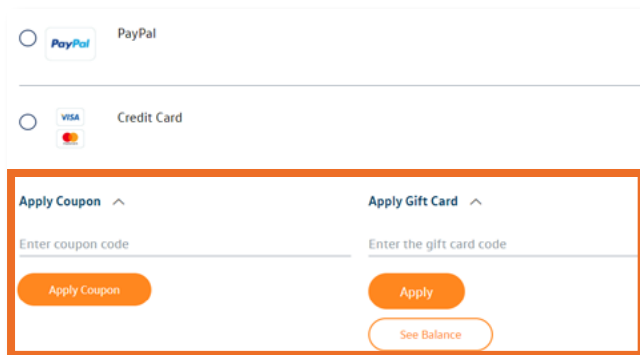 PayPal
PayPal
VISA
Credit Card
Apply Coupon
Apply Gift Card
Enter coupon code
Enter the gift card code
Apply Coupon
Apply
See Balance